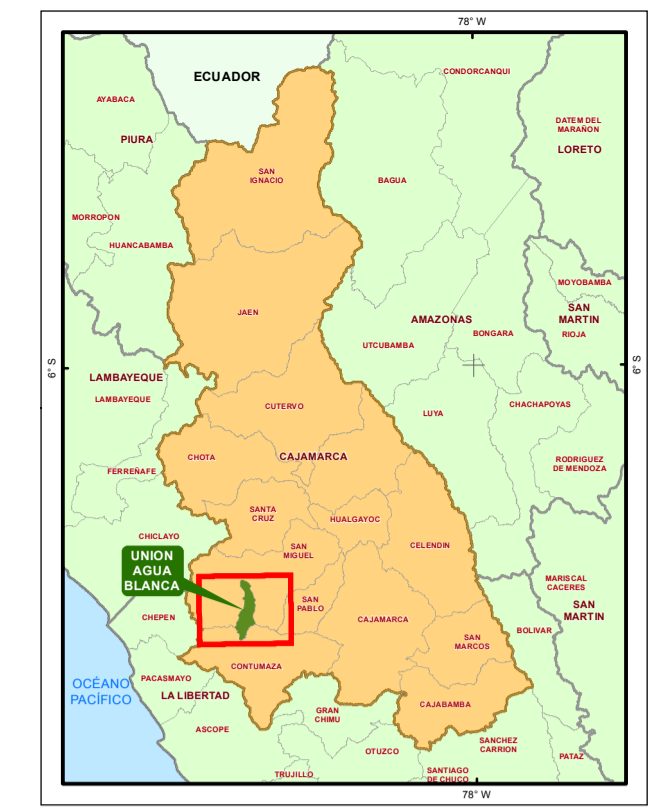 78° W
ECUADOR
CONDORCANQUI
AYABACA
DATEM DEL
MARAÑON
PIURA
LORETO
SAN
IGNACIO
BAGUA
MORROPON
HUANCABAMBA
MOYOBAMBA
SAN
MARTIN
JAEN
AMAZONAS
BONGARA
RIOJA
UTCUBAMBA
6° S
6° S
LAMBAYEQUE
LAMBAYEQUE
CUTERVO
LUYA
CHACHAPOYAS
CHOTA
CAJAMARCA
RODRIGUEZ
DE MENDOZA
FERREÑAFE
SANTA
CRUZ
HUALGAYOC
CHICLAYO
SAN
MIGUEL
CELENDIN
UNION
AGUA
BLANCA
MARISCAL
CACERES
SAN
MARTIN
SAN
PABLO
CHEPEN
CAJAMARCA
BOLIVAR
SAN
MARCOS
CONTUMAZA
PACASMAYO
OCÉANO
PACÍFICO
LA LIBERTAD
CAJABAMBA
GRAN
CHIMU
ASCOPE
SANCHEZ
CARRION
OTUZCO
PATAZ
TRUJILLO
SANTIAGO
DE CHUCO
78° W